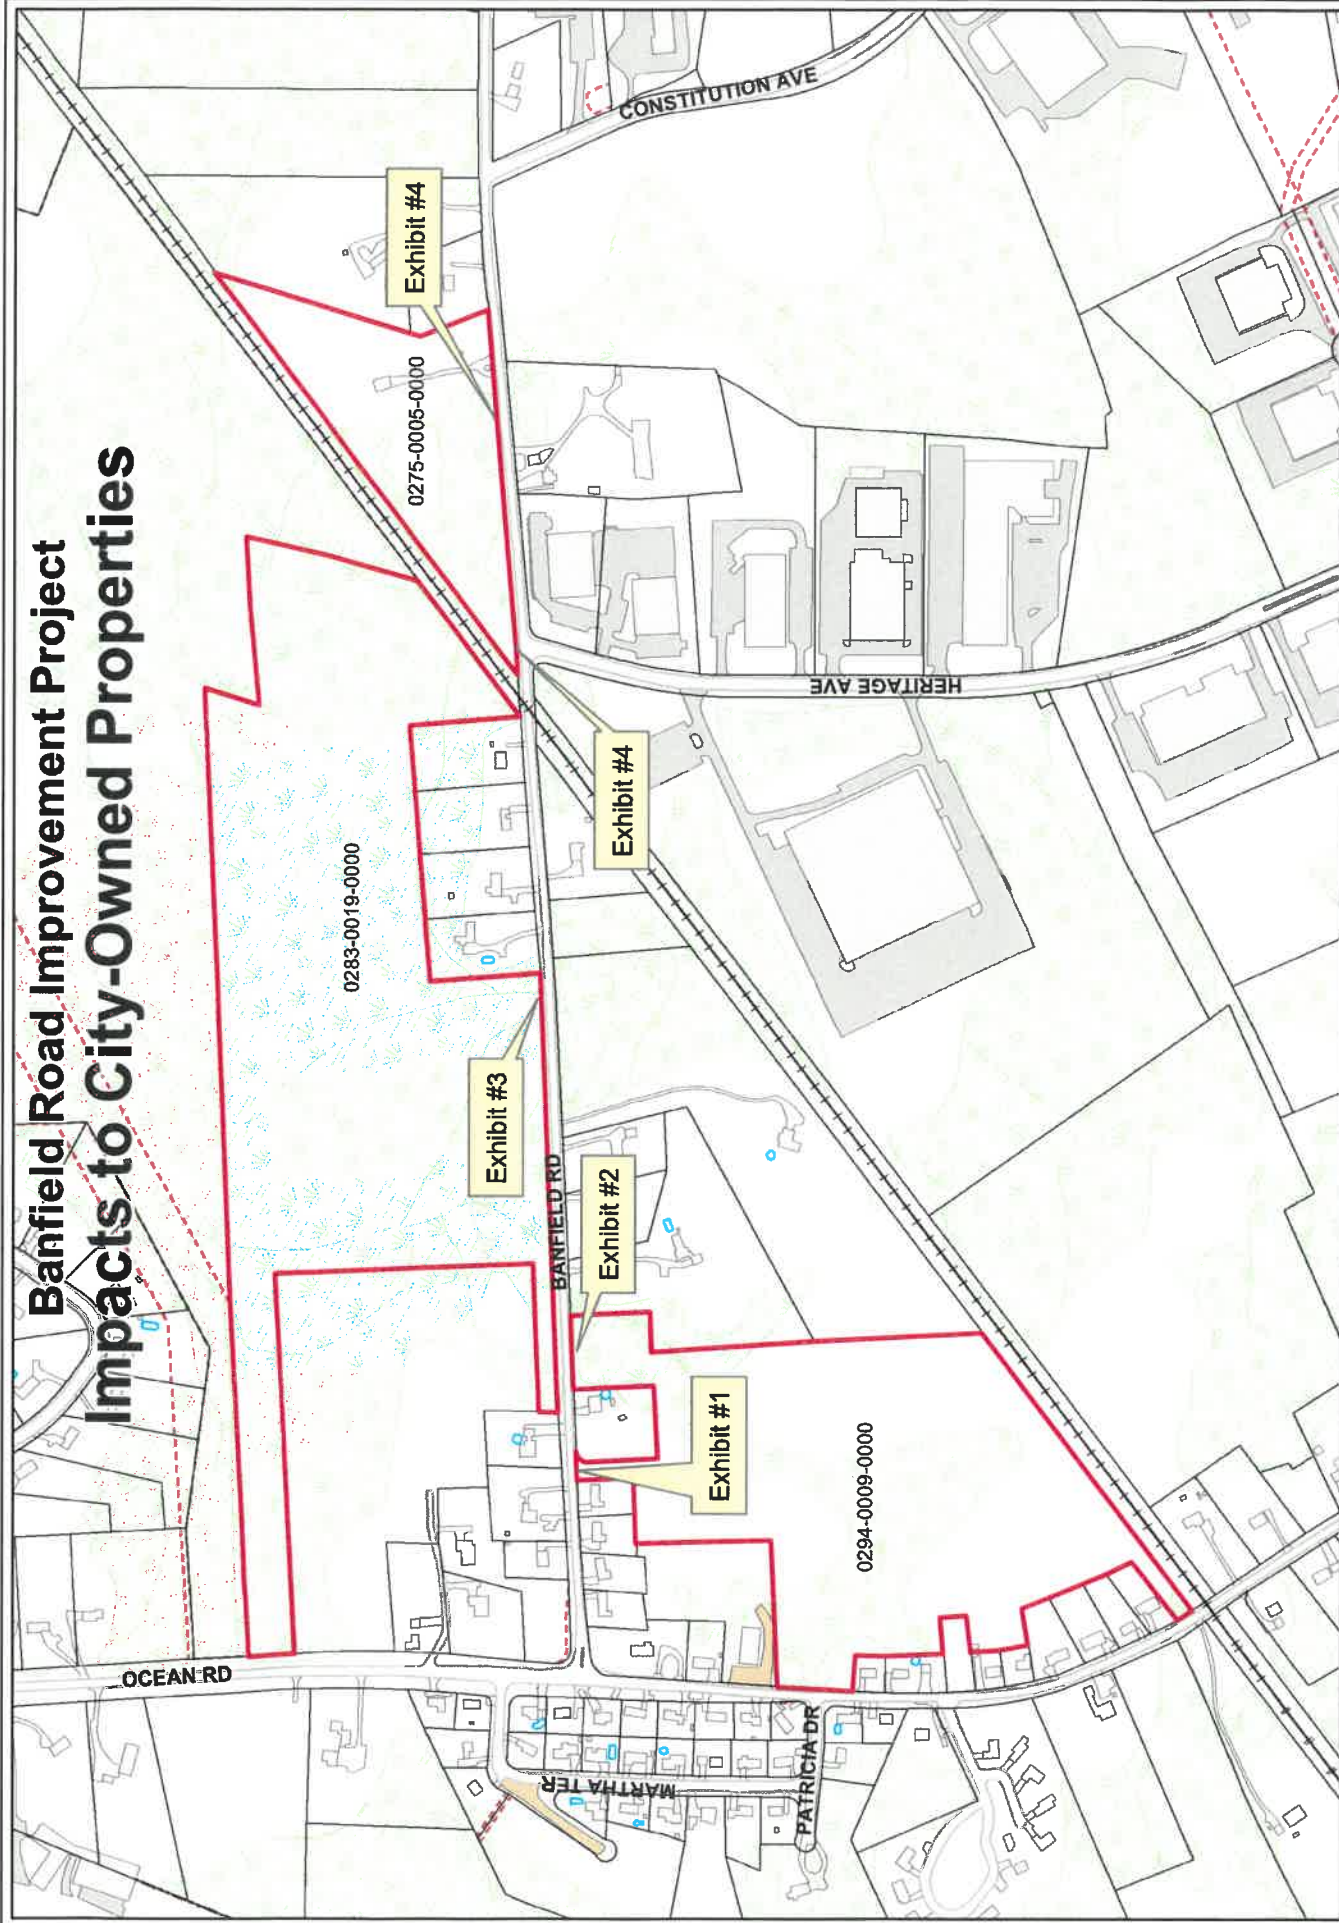 Banfield Road Improvement Project
Impacts to City-Owned Properties
OCEAN RD
0283-0019-0000
0275-0005-0000
Exhibit #4
CONSTITUTION AVE
Exhibit #3
BANFIELD RD
Exhibit #2
Exhibit #4
Exhibit #1
HERITAGE AVE
MARTHA TER
PATRICIA DR
0294-0009-0000